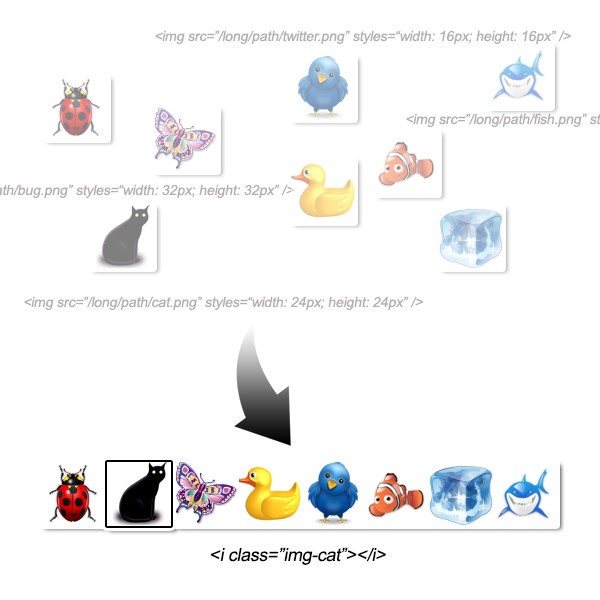 <img src=”/long/path/twitter.png” styles=“width: 16px; height: 16px” />
<img src=”/long/path/fish.png” st
ath/bug.png” styles=“width: 32px; height: 32px” />
<img src=”/long/path/cat.png” styles=“width: 24px; height: 24px” />
<i class=”img-cat”></i>